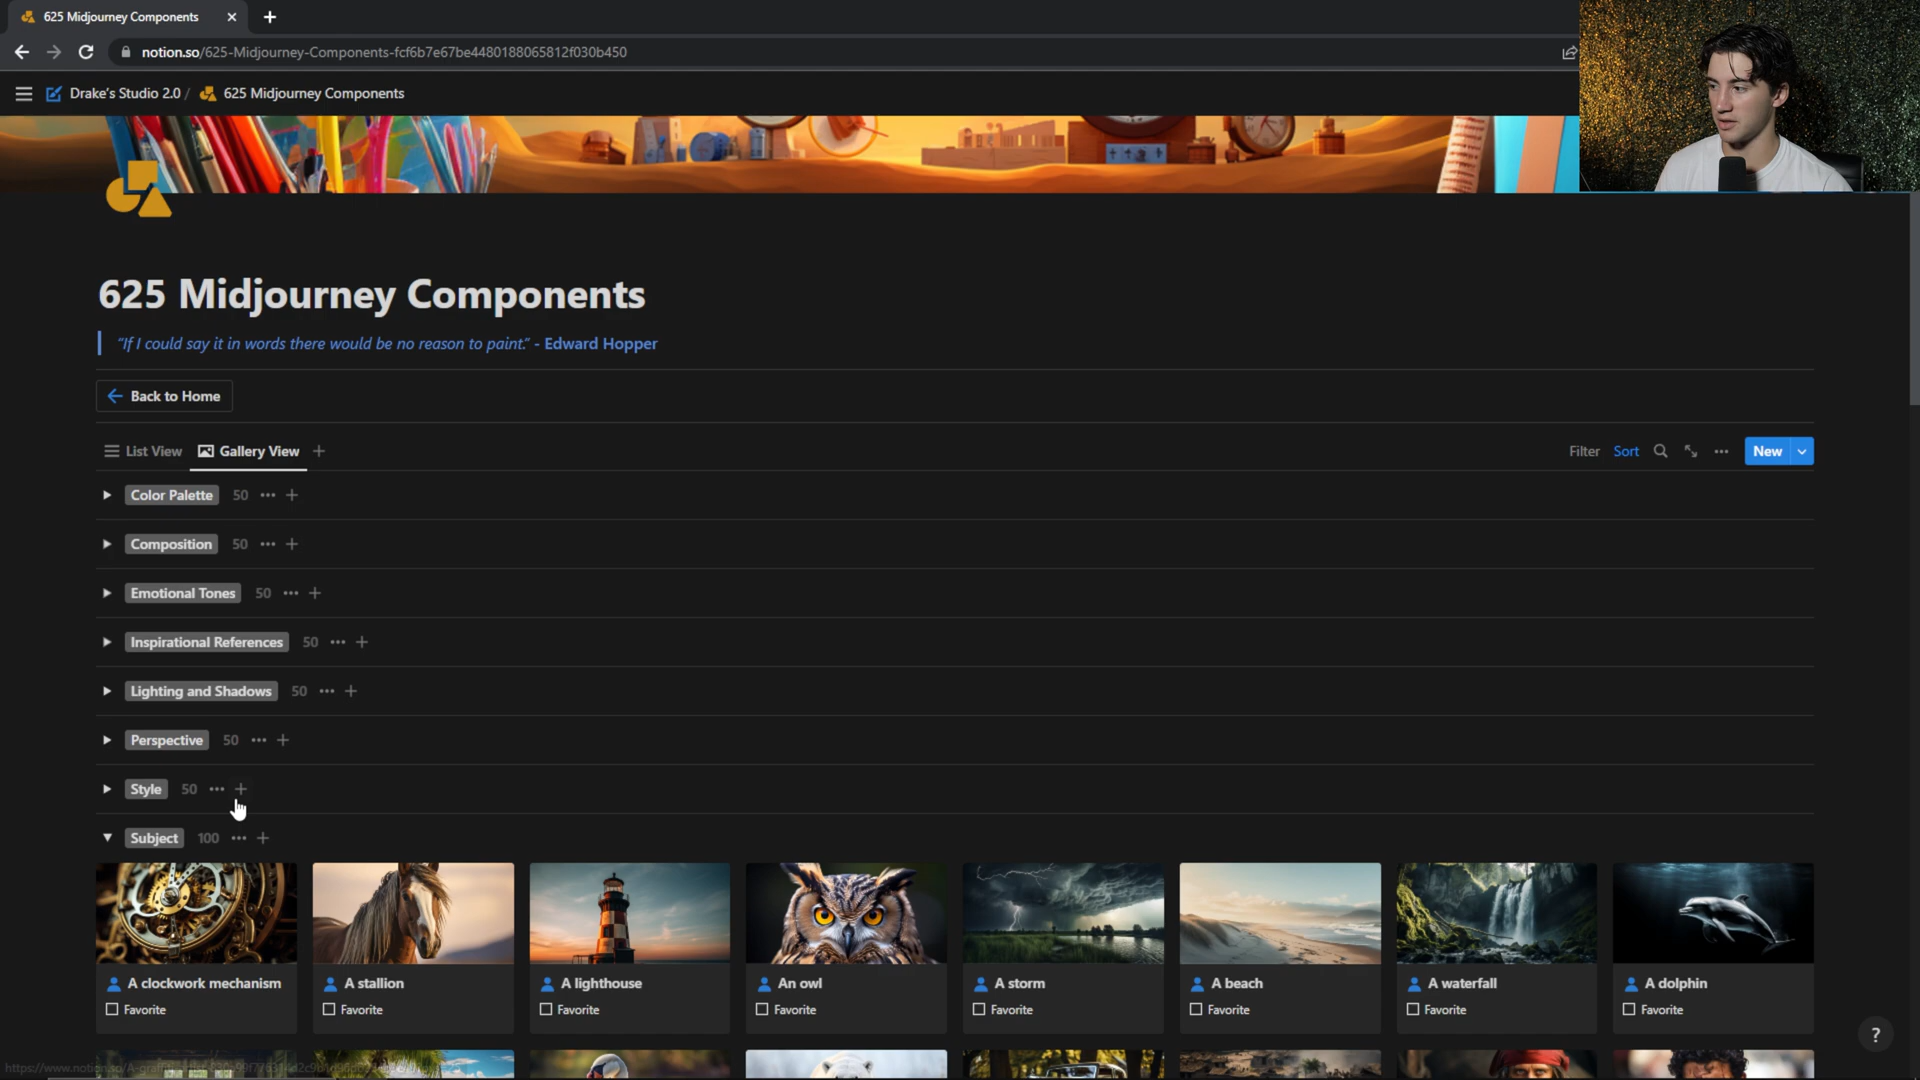 625 Midjourney Components
notion.so/625-Midjourney-Components-fcf6b7e67be4480188065812f030b450
Drake's Studio 2.0 / 625 Midjourney Components
625 Midjourney Components
"If I could say it in words there would be no reason to paint." - Edward Hopper
Back to Home
List View Gallery View
Filter Sort New
Color Palette 50
Composition 50
Emotional Tones 50
Inspirational References 50
Lighting and Shadows 50
Perspective 50
Style 50
Subject 100
A clockwork mechanism A stallion A lighthouse An owl A storm A beach A waterfall A dolphin
Favorite Favorite Favorite Favorite Favorite Favorite Favorite Favorite
?